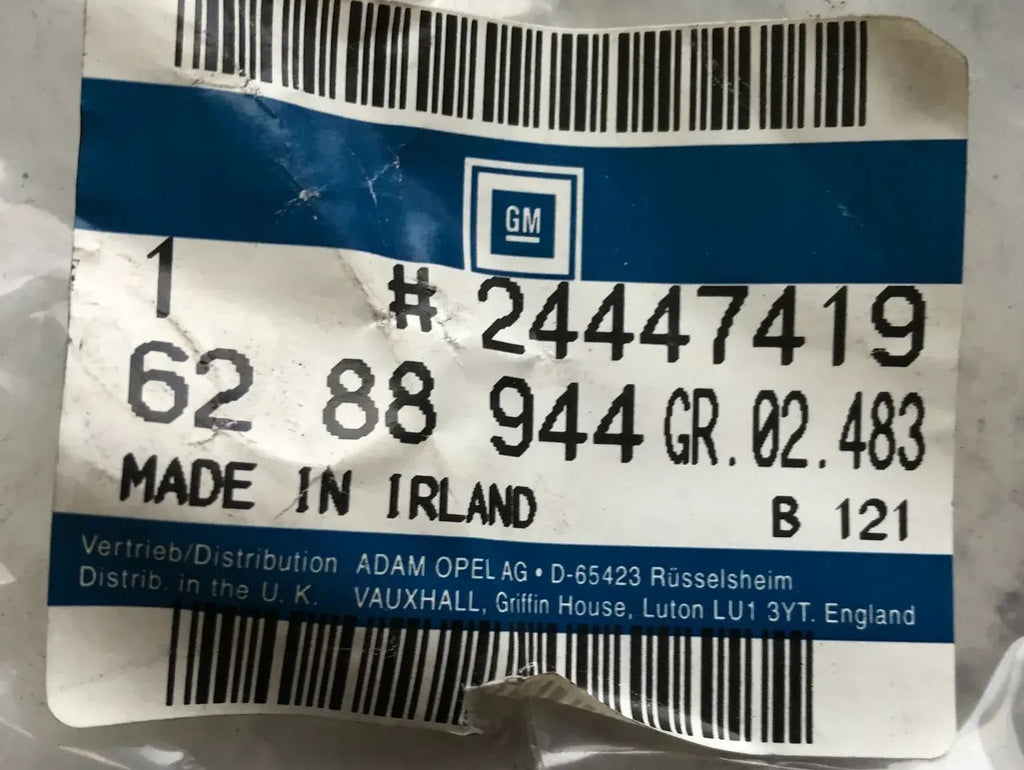 GM
1 # 24447419
62 88 944 GR.02.483
MADE IN IRLAND B 121
Vertrieb/Distribution ADAM OPEL AG • D-65423 Rüsselsheim
Distrib. in the U. K. VAUXHALL, Griffin House, Luton LU1 3YT. England